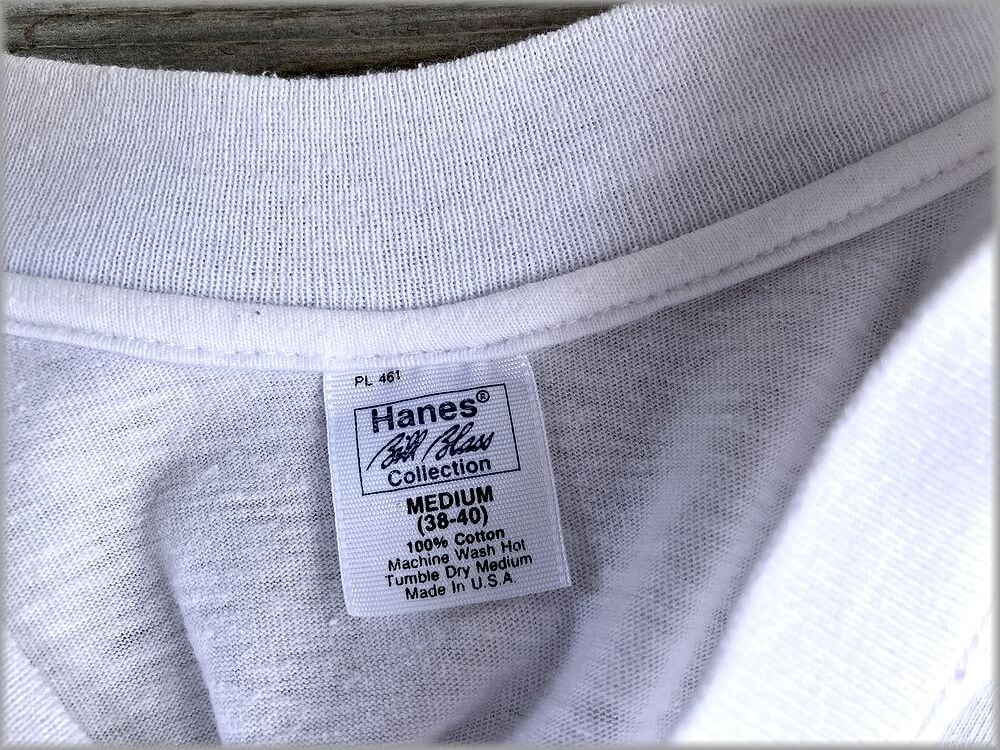 PL 461
Hanes®
Bill Blass
Collection
MEDIUM
(38-40)
100% Cotton
Machine Wash Hot
Tumble Dry Medium
Made In U.S.A.